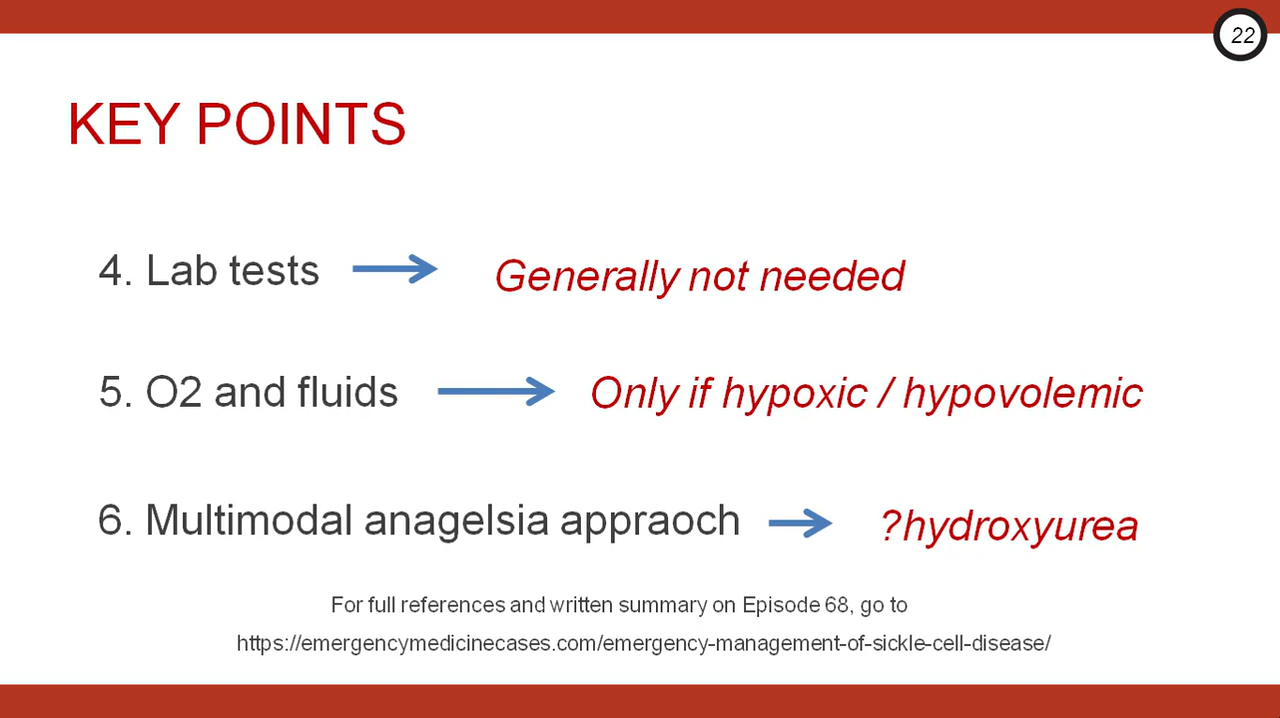 22
KEY POINTS
4. Lab tests Generally not needed
5. O2 and fluids Only if hypoxic / hypovolemic
6. Multimodal anagelsia appraoch ?hydroxyurea
For full references and written summary on Episode 68, go to
https://emergencymedicinecases.com/emergency-management-of-sickle-cell-disease/